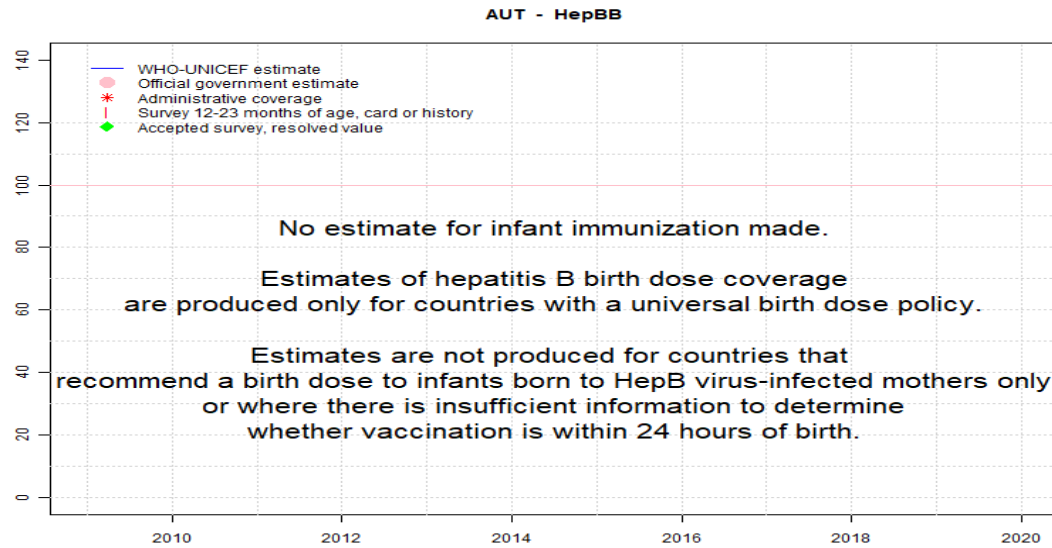 AUT - HepBB
140
120
100
80
60
40
20
0
WHO-UNICEF estimate
Official government estimate
Administrative coverage
Survey 12-23 months of age, card or history
Accepted survey, resolved value
No estimate for infant immunization made.
Estimates of hepatitis B birth dose coverage
are produced only for countries with a universal birth dose policy.
Estimates are not produced for countries that
recommend a birth dose to infants born to HepB virus-infected mothers only
or where there is insufficient information to determine
whether vaccination is within 24 hours of birth.
2010 2012 2014 2016 2018 2020